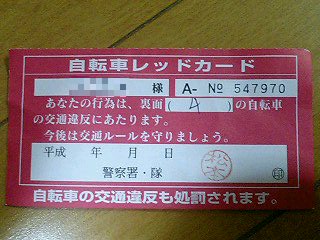 自転車レッドカード
様 A- № 547970
あなたの行為は、裏面(4)の自転車
の交通違反にあたります。
今後は交通ルールを守りましょう。
平成 年 月 日
警察署・隊 印
自転車の交通違反も処罰されます。